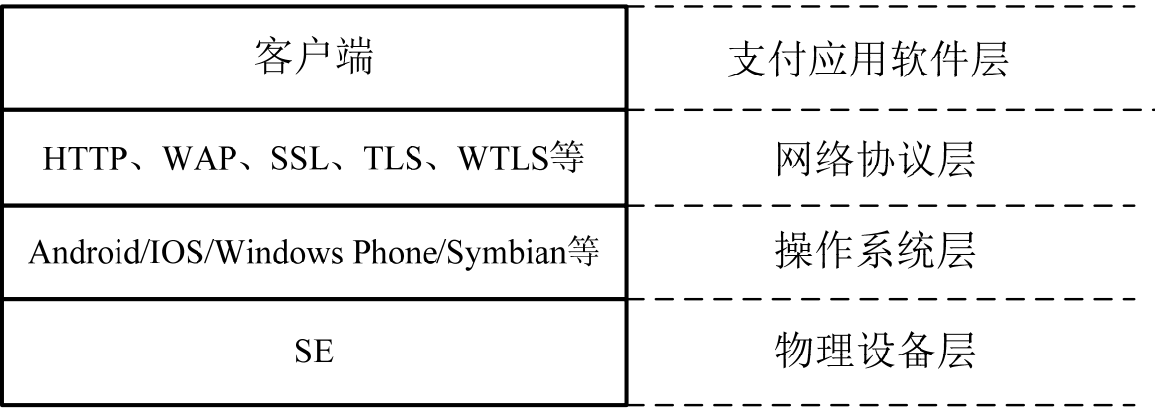 客户端
支付应用软件层
HTTP、WAP、SSL、TLS、WTLS等
网络协议层
Android/IOS/Windows Phone/Symbian等
操作系统层
SE
物理设备层